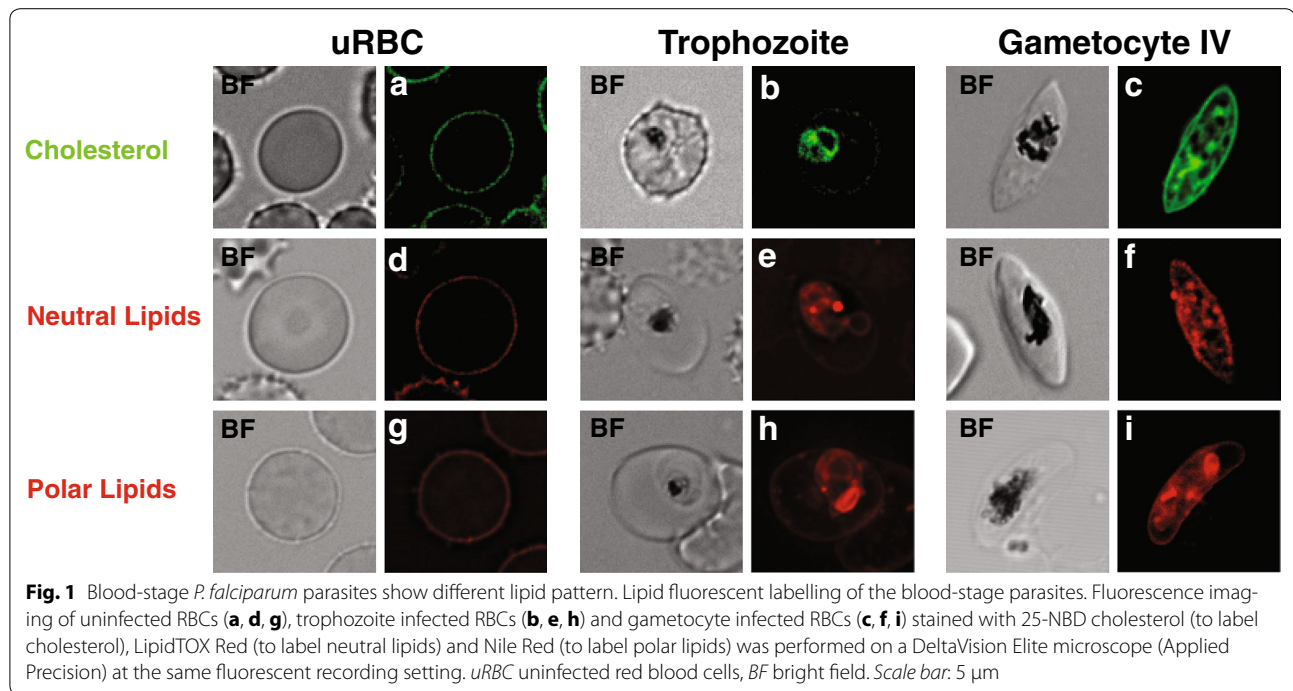 uRBC Trophozoite Gametocyte IV
Cholesterol BF a BF b BF c
Neutral Lipids BF d BF e BF f
Polar Lipids BF g BF h BF i
Fig. 1 Blood-stage P. falciparum parasites show different lipid pattern. Lipid fluorescent labelling of the blood-stage parasites. Fluorescence imag-
ing of uninfected RBCs (a, d, g), trophozoite infected RBCs (b, e, h) and gametocyte infected RBCs (c, f, i) stained with 25-NBD cholesterol (to label
cholesterol), LipidTOX Red (to label neutral lipids) and Nile Red (to label polar lipids) was performed on a DeltaVision Elite microscope (Applied
Precision) at the same fluorescent recording setting. uRBC uninfected red blood cells, BF bright field. Scale bar: 5 μm